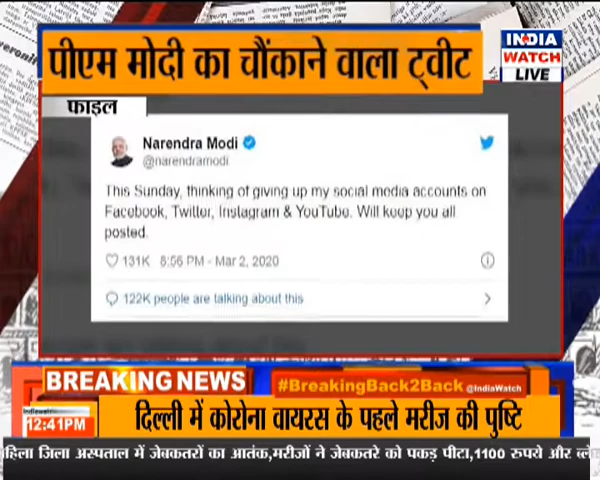 पीएम मोदी का चौंकाने वाला ट्वीट
INDIA
WATCH
LIVE
फाइल
Narendra Modi
@narendramodi
This Sunday, thinking of giving up my social media accounts on
Facebook, Twitter, Instagram & YouTube. Will keep you all
posted.
131K 8:56 PM - Mar 2, 2020
122K people are talking about this
BREAKING NEWS
#BreakingBack2Back @IndiaWatch
12:41PM
दिल्ली में कोरोना वायरस के पहले मरीज की पुष्टि
हिला जिला अस्पताल में जेबकतरों का आतंक,मरीजों ने जेबकतरे को पकड़ पीटा,1100 रुपये और